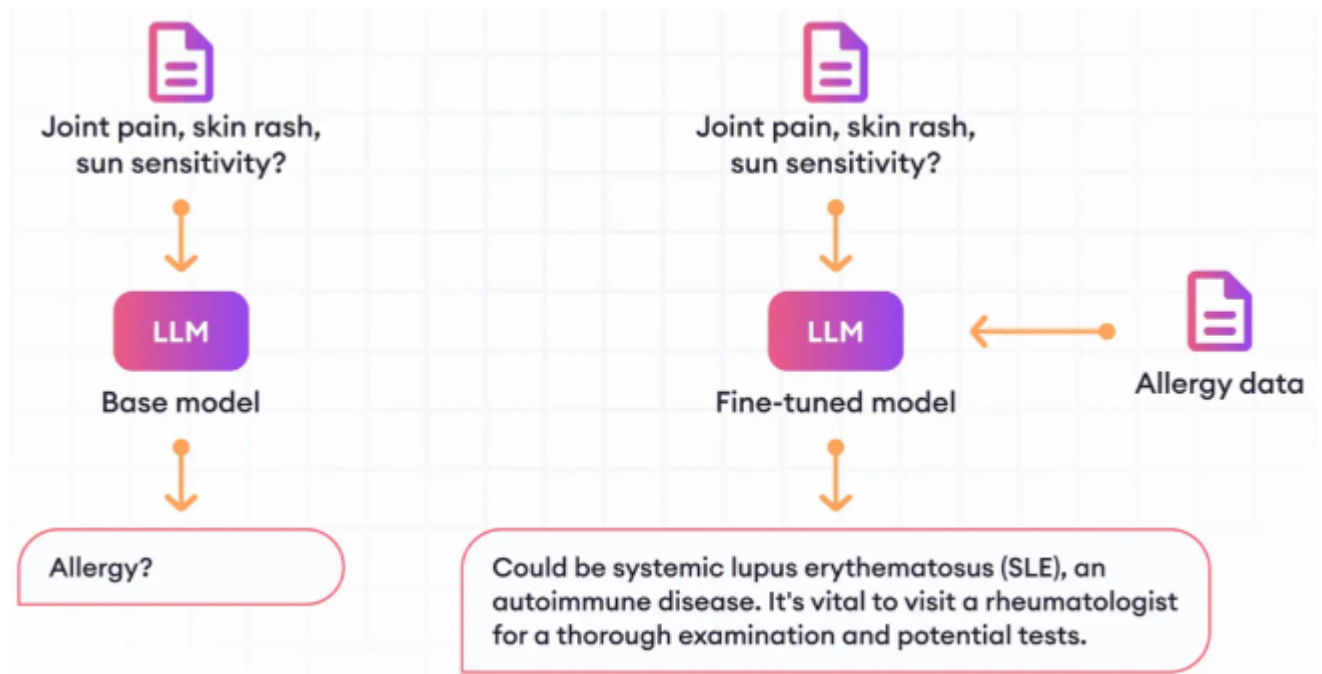 Joint pain, skin rash,
sun sensitivity?
LLM
Base model
Allergy?
Joint pain, skin rash,
sun sensitivity?
LLM
Fine-tuned model
Allergy data
Could be systemic lupus erythematosus (SLE), an
autoimmune disease. It's vital to visit a rheumatologist
for a thorough examination and potential tests.